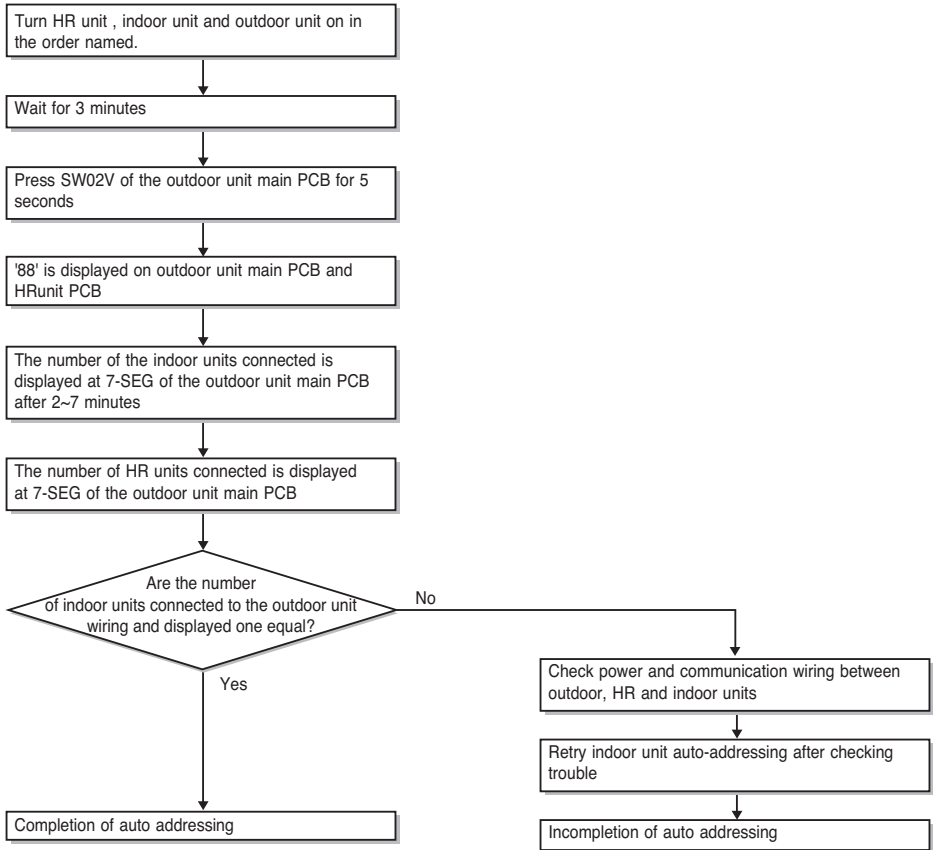 Turn HR unit , indoor unit and outdoor unit on in
the order named.
Wait for 3 minutes
Press SW02V of the outdoor unit main PCB for 5
seconds
'88' is displayed on outdoor unit main PCB and
HRunit PCB
The number of the indoor units connected is
displayed at 7-SEG of the outdoor unit main PCB
after 2~7 minutes
The number of HR units connected is displayed
at 7-SEG of the outdoor unit main PCB
Are the number
of indoor units connected to the outdoor unit
wiring and displayed one equal?
No
Yes
Check power and communication wiring between
outdoor, HR and indoor units
Retry indoor unit auto-addressing after checking
trouble
Completion of auto addressing
Incompletion of auto addressing